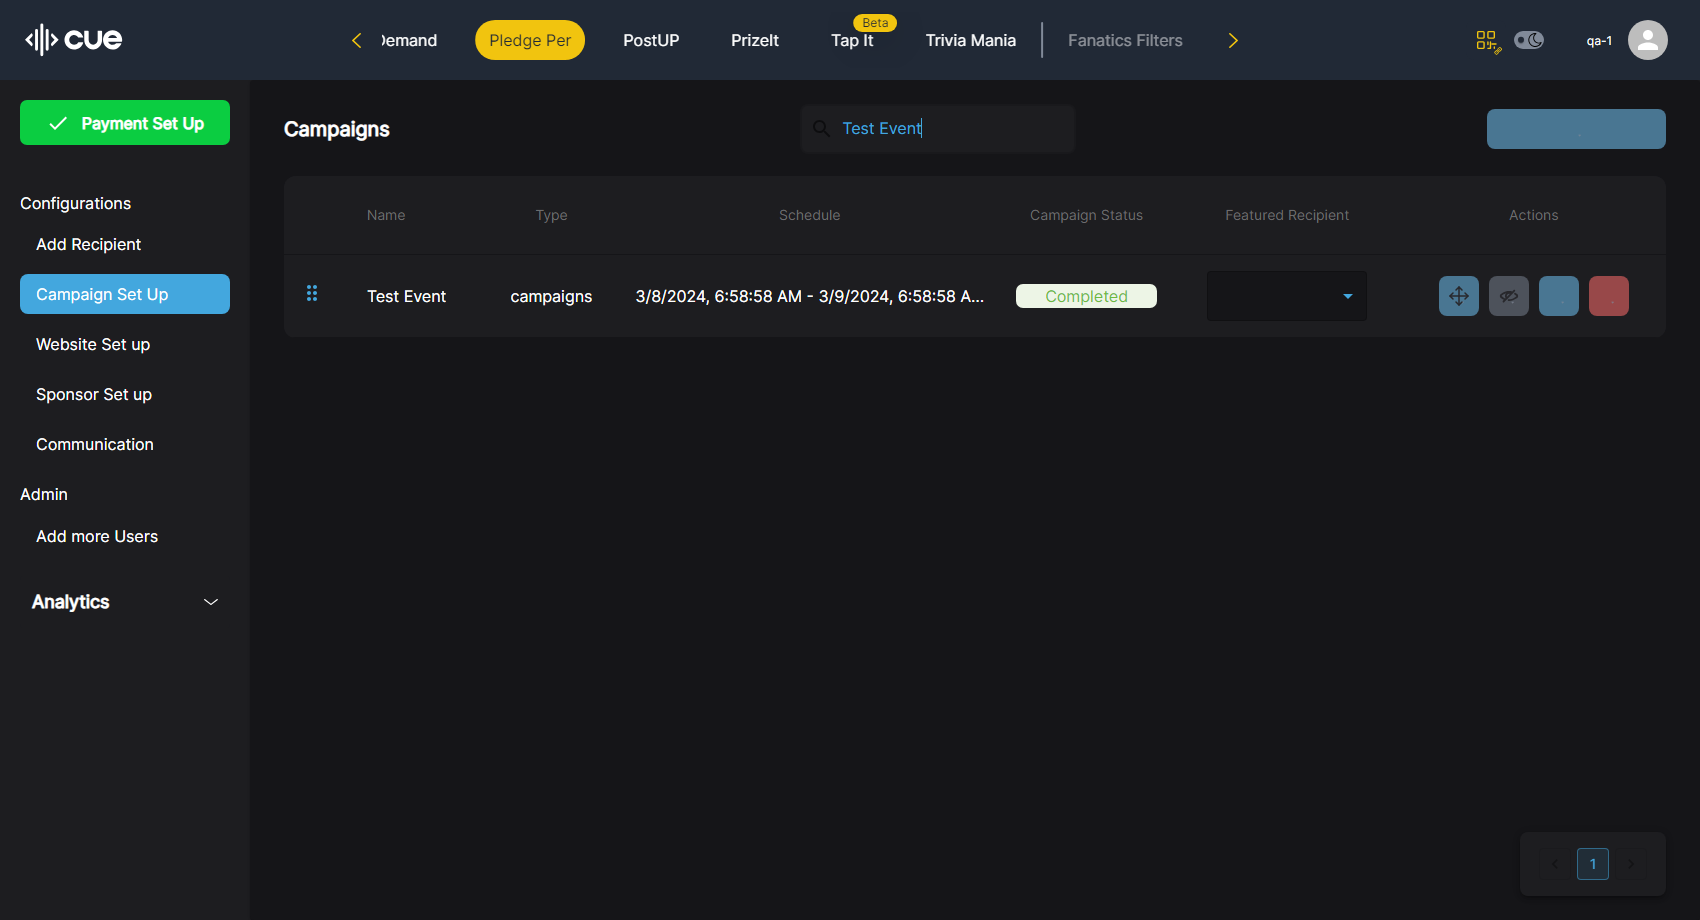 cue
Demand
Pledge Per
PostUP
PrizeIt
Beta
Tap It
Trivia Mania
Fanatics Filters
qa-1
Payment Set Up
Configurations
Add Recipient
Campaign Set Up
Website Set up
Sponsor Set up
Communication
Admin
Add more Users
Analytics
Campaigns
Test Event
Name Type Schedule Campaign Status Featured Recipient Actions
Test Event campaigns 3/8/2024, 6:58:58 AM - 3/9/2024, 6:58:58 A... Completed
1